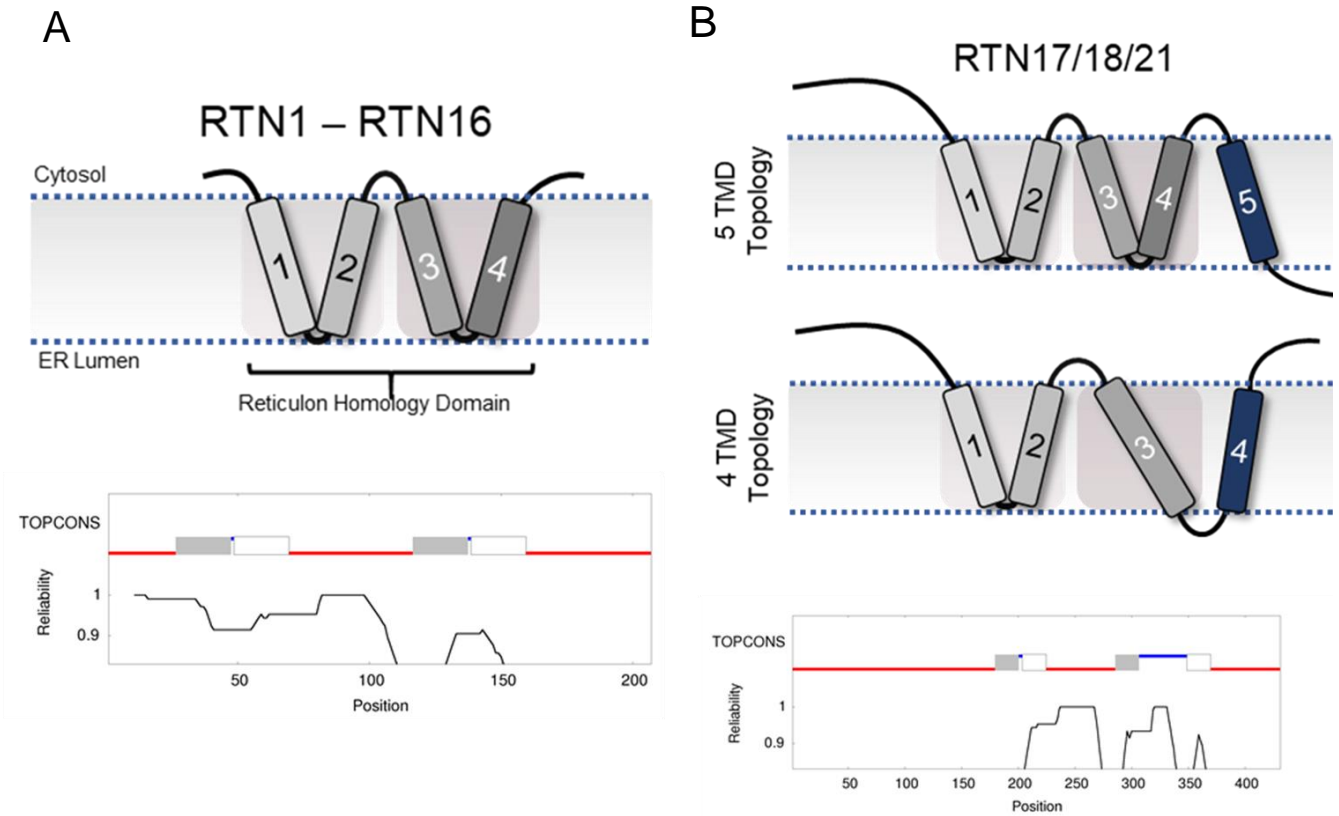 A
RTN1 – RTN16
Cytosol
1
2
3
4
ER Lumen
Reticulon Homology Domain
TOPCONS
Reliability
1
0.9
50
100
150
200
Position
B
RTN17/18/21
5 TMD
Topology
1
2
3
4
5
4 TMD
Topology
1
2
3
4
TOPCONS
Reliability
1
0.9
50
100
150
200
250
300
350
400
Position